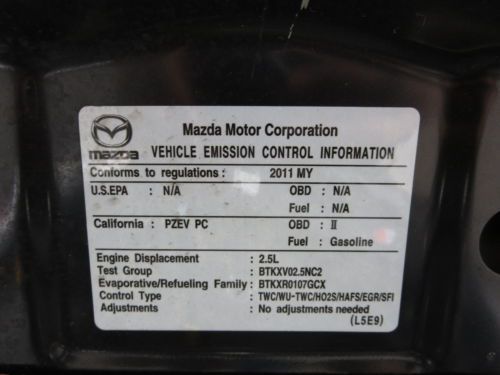 Mazda Motor Corporation
mazda VEHICLE EMISSION CONTROL INFORMATION
Conforms to regulations : 2011 MY
U.S.EPA : N/A OBD : N/A
Fuel : N/A
California : PZEV PC OBD : II
Fuel : Gasoline
Engine Displacement : 2.5L
Test Group : BTKXV02.5NC2
Evaporative/Refueling Family : BTKXR0107GCX
Control Type : TWC/WU-TWC/HO2S/HAFS/EGR/SFI
Adjustments : No adjustments needed
(L5E9)